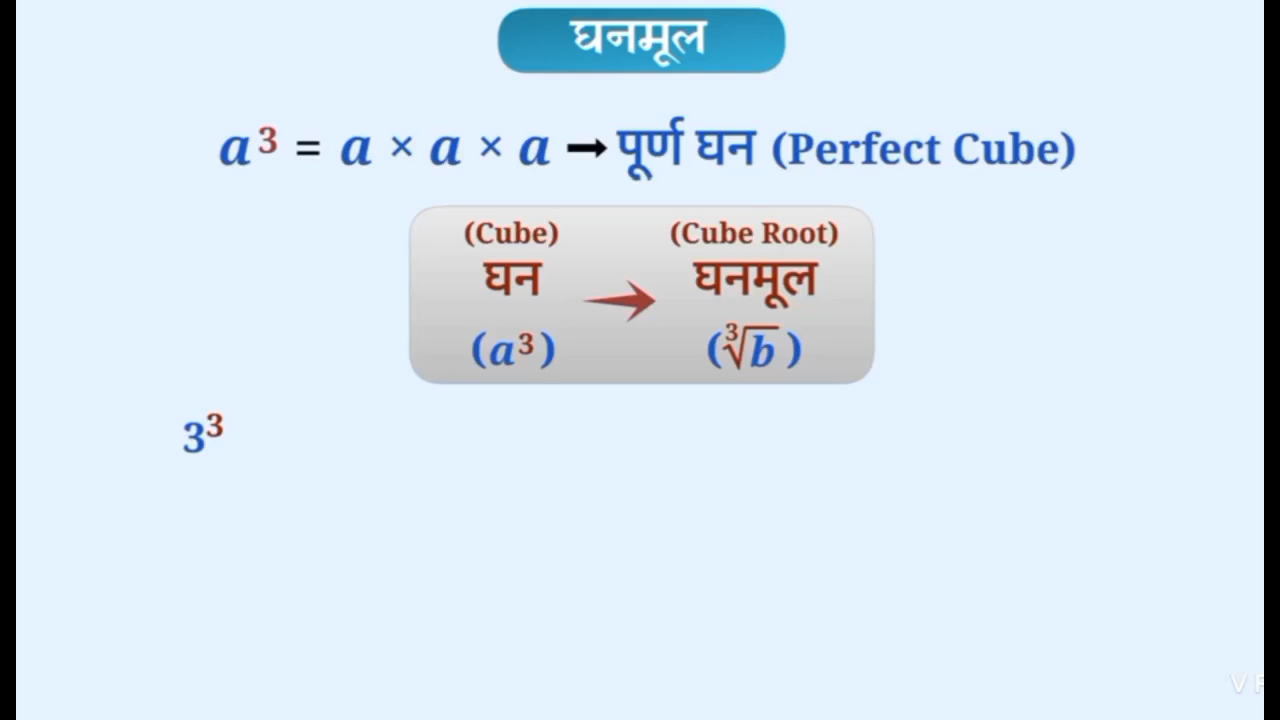 घनमूल
a³ = a × a × a ➡ पूर्ण घन (Perfect Cube)
(Cube) (Cube Root)
घन → घनमूल
(a³) (∛b)
3³